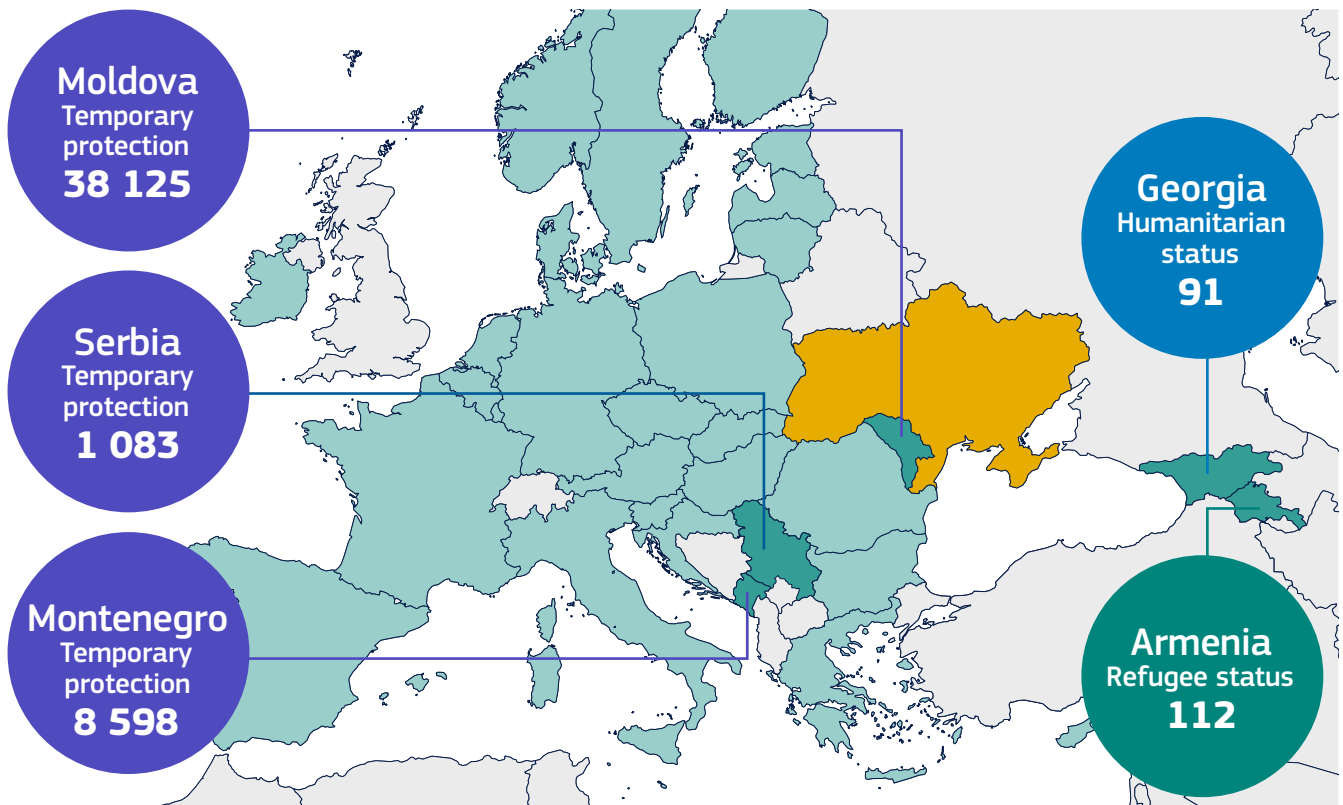 Moldova
Temporary
protection
38 125
Serbia
Temporary
protection
1 083
Montenegro
Temporary
protection
8 598
Georgia
Humanitarian
status
91
Armenia
Refugee status
112